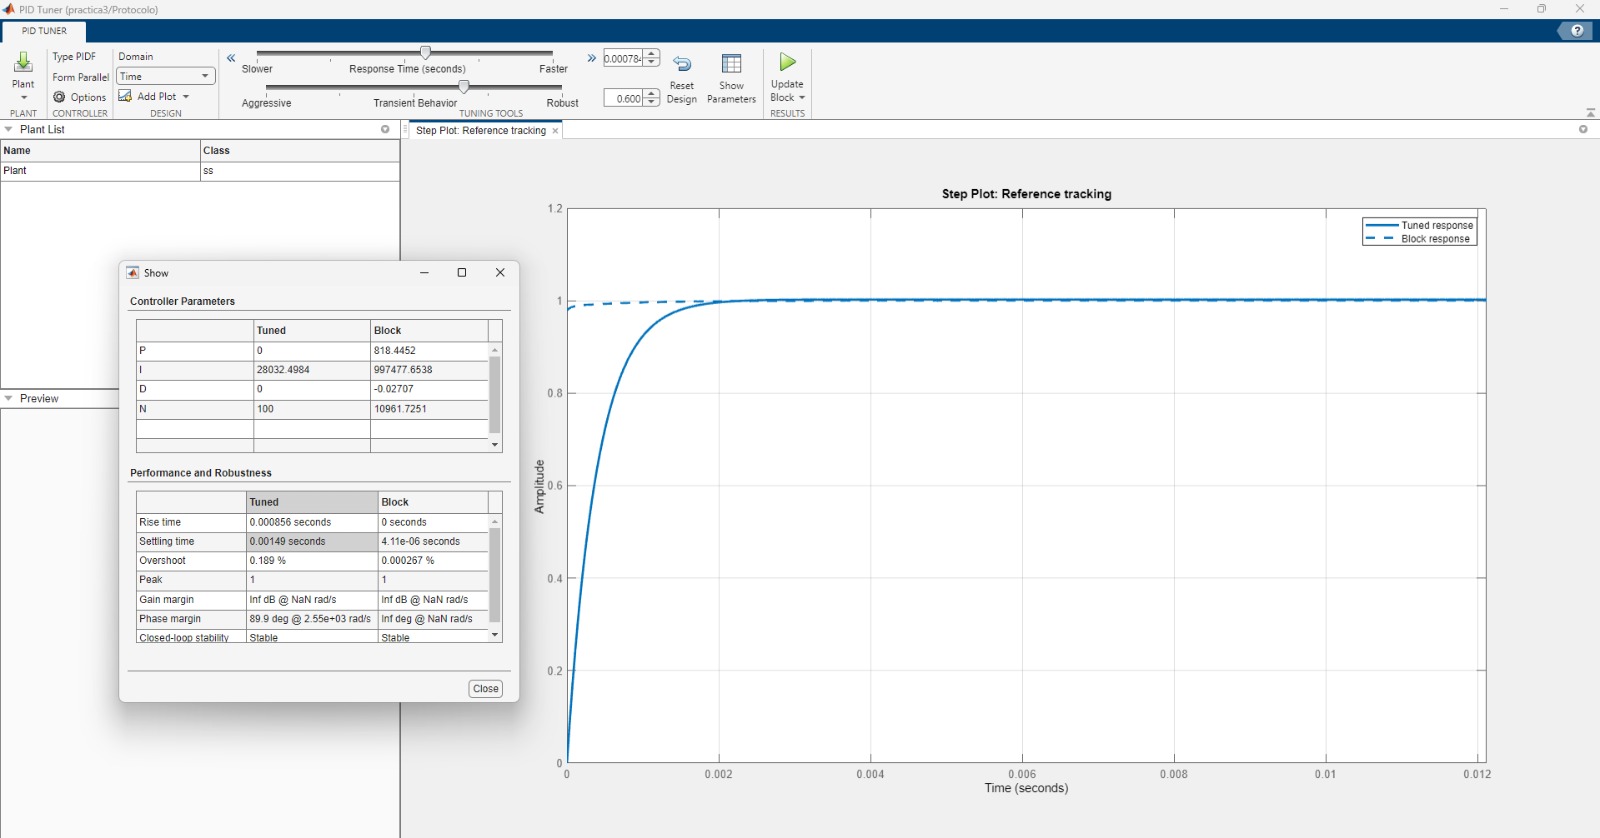 PID Tuner (practica3/Protocolo)
PID TUNER
Plant
PLANT
Type PIDF
Form Parallel
Options
CONTROLLER
Domain
Time
Add Plot
DESIGN
Slower
Response Time (seconds)
Faster
Aggressive
Transient Behavior
Robust
0.600
TUNING TOOLS
Reset
Design
Show
Parameters
Update
Block
RESULTS
Plant List
Name Class
Plant ss
Preview
Step Plot: Reference tracking
Show
Controller Parameters
Tuned Block
P 0 818.4452
I 28032.4984 997477.6538
D 0 -0.02707
N 100 10961.7251
Performance and Robustness
Tuned Block
Rise time 0.000856 seconds 0 seconds
Settling time 0.00149 seconds 4.11e-06 seconds
Overshoot 0.189 % 0.000267 %
Peak 1 1
Gain margin Inf dB @ NaN rad/s Inf dB @ NaN rad/s
Phase margin 89.9 deg @ 2.55e+03 rad/s Inf deg @ NaN rad/s
Closed-loop stability Stable Stable
Close
Step Plot: Reference tracking
Tuned response
Block response
Amplitude
1.2
1
0.8
0.6
0.4
0.2
0
0 0.002 0.004 0.006 0.008 0.01 0.012
Time (seconds)